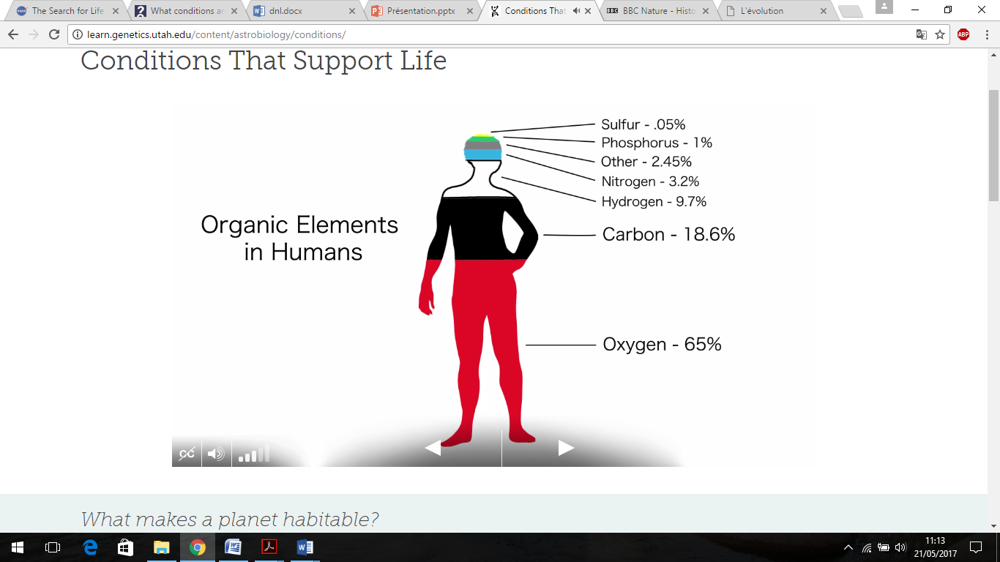 The Search for Life
What conditions ar
dnl.docx
Présentation.pptx
Conditions That
BBC Nature - Histo
L'évolution
learn.genetics.utah.edu/content/astrobiology/conditions/
ABP
Conditions That Support Life
Sulfur - .05%
Phosphorus - 1%
Other - 2.45%
Nitrogen - 3.2%
Hydrogen - 9.7%
Organic Elements
in Humans
Carbon - 18.6%
Oxygen - 65%
CC
What makes a planet habitable?
11:13
21/05/2017